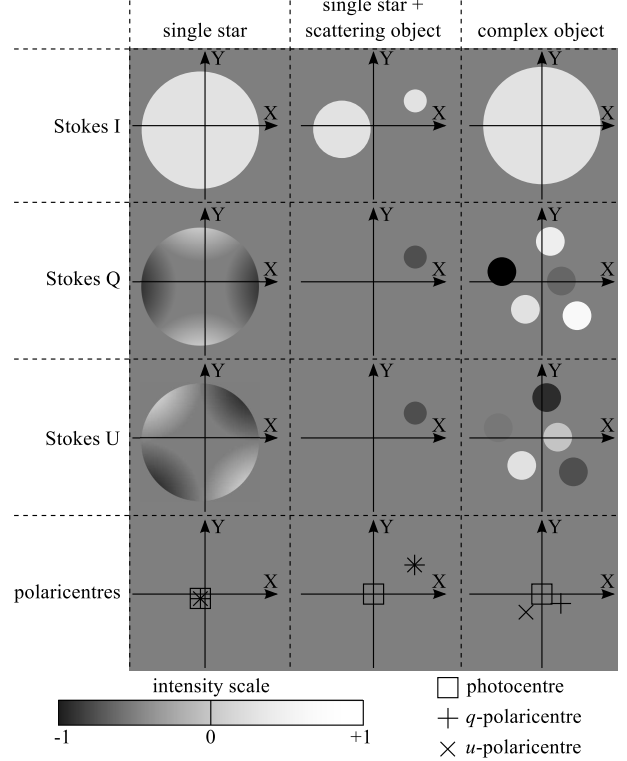 single star
single star +
scattering object
complex object
Stokes I
Y
X
Y
X
Y
X
Stokes Q
Y
X
Y
X
Y
X
Stokes U
Y
X
Y
X
Y
X
polaricentres
Y
X
Y
X
Y
X
intensity scale
-1
0
+1
photocentre
q-polaricentre
u-polaricentre